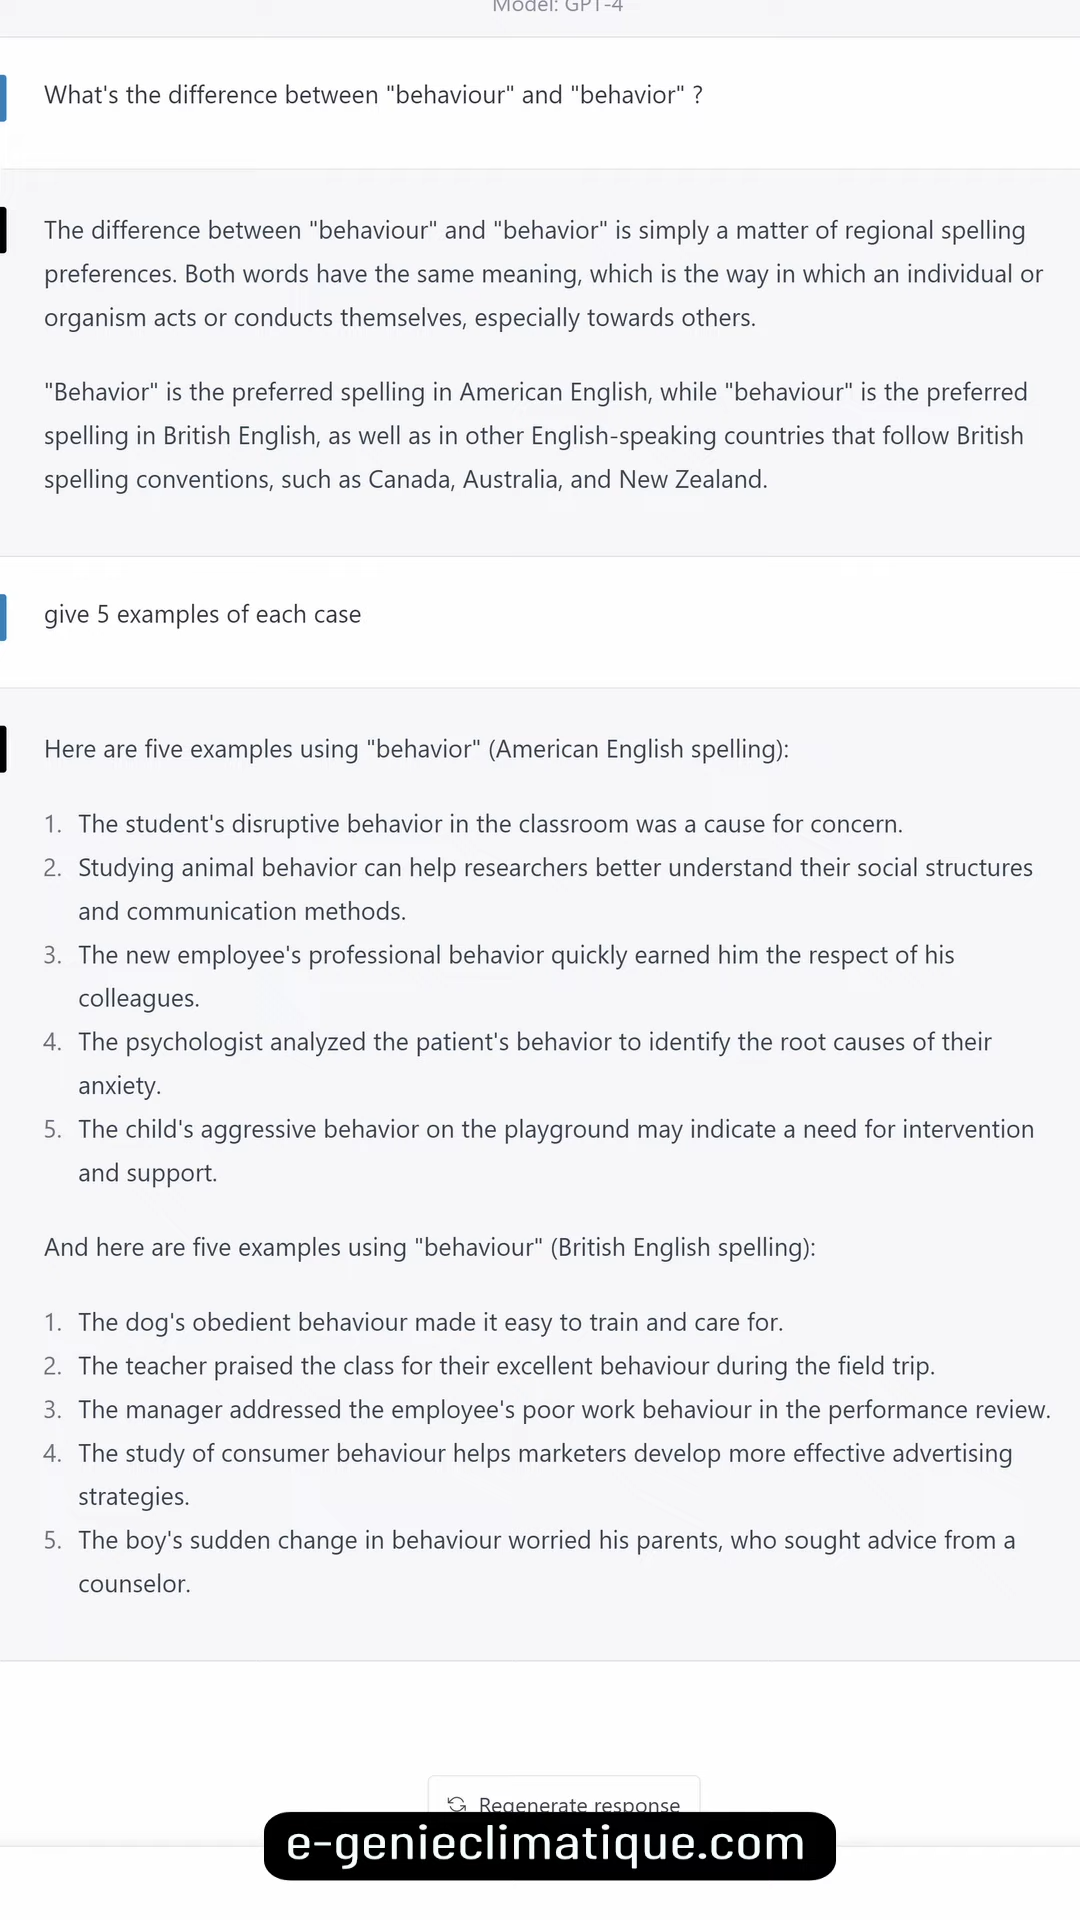 Model: GPT-4
What's the difference between "behaviour" and "behavior" ?
The difference between "behaviour" and "behavior" is simply a matter of regional spelling
preferences. Both words have the same meaning, which is the way in which an individual or
organism acts or conducts themselves, especially towards others.
"Behavior" is the preferred spelling in American English, while "behaviour" is the preferred
spelling in British English, as well as in other English-speaking countries that follow British
spelling conventions, such as Canada, Australia, and New Zealand.
give 5 examples of each case
Here are five examples using "behavior" (American English spelling):
1. The student's disruptive behavior in the classroom was a cause for concern.
2. Studying animal behavior can help researchers better understand their social structures
and communication methods.
3. The new employee's professional behavior quickly earned him the respect of his
colleagues.
4. The psychologist analyzed the patient's behavior to identify the root causes of their
anxiety.
5. The child's aggressive behavior on the playground may indicate a need for intervention
and support.
And here are five examples using "behaviour" (British English spelling):
1. The dog's obedient behaviour made it easy to train and care for.
2. The teacher praised the class for their excellent behaviour during the field trip.
3. The manager addressed the employee's poor work behaviour in the performance review.
4. The study of consumer behaviour helps marketers develop more effective advertising
strategies.
5. The boy's sudden change in behaviour worried his parents, who sought advice from a
counselor.
Regenerate response
e-genieclimatique.com